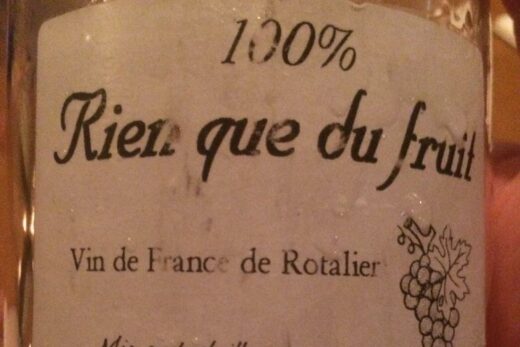 100%
Rien que du fruit
Vin de France de Rotalier